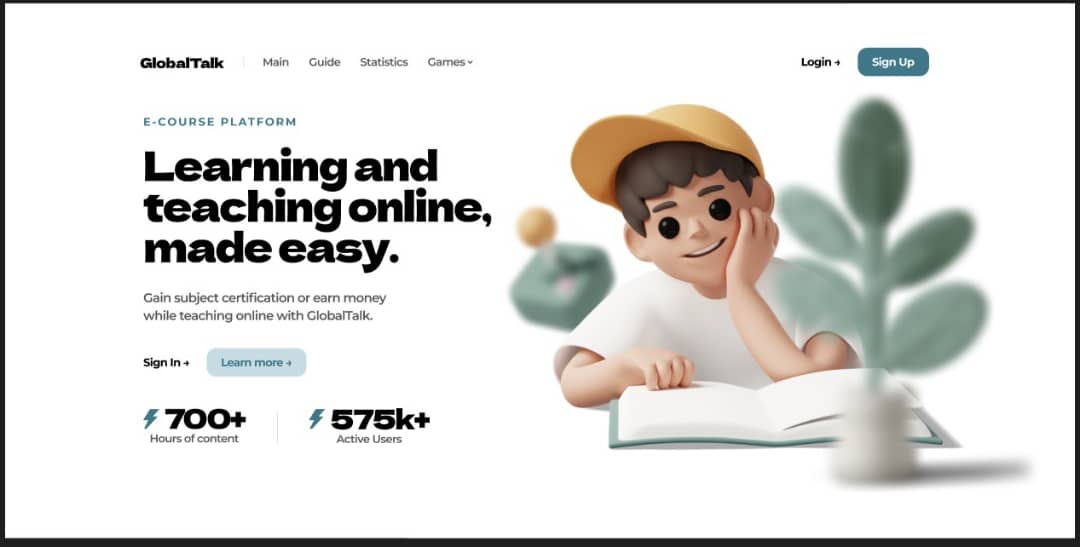 GlobalTalk
Main
Guide
Statistics
Games
Login →
Sign Up
E-COURSE PLATFORM
Learning and
teaching online,
made easy.
Gain subject certification or earn money
while teaching online with GlobalTalk.
Sign In →
Learn more →
700+
Hours of content
575k+
Active Users